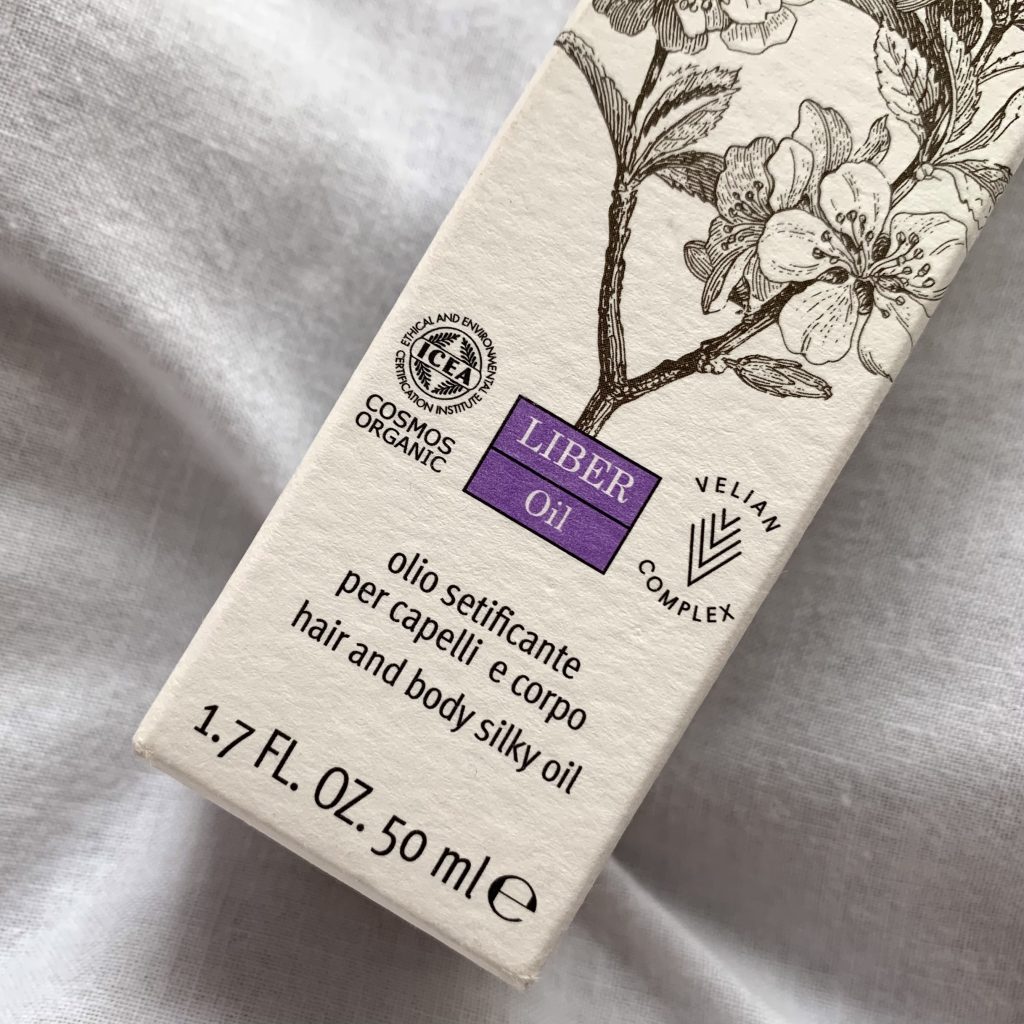 ETHICAL AND ENVIRONMENTAL
CERTIFICATION INSTITUTE
ICEA
COSMOS
ORGANIC
LIBER
Oil
VELIAN
COMPLEX
olio setificante
per capelli e corpo
hair and body silky oil
1.7 FL. OZ. 50 ml ℮